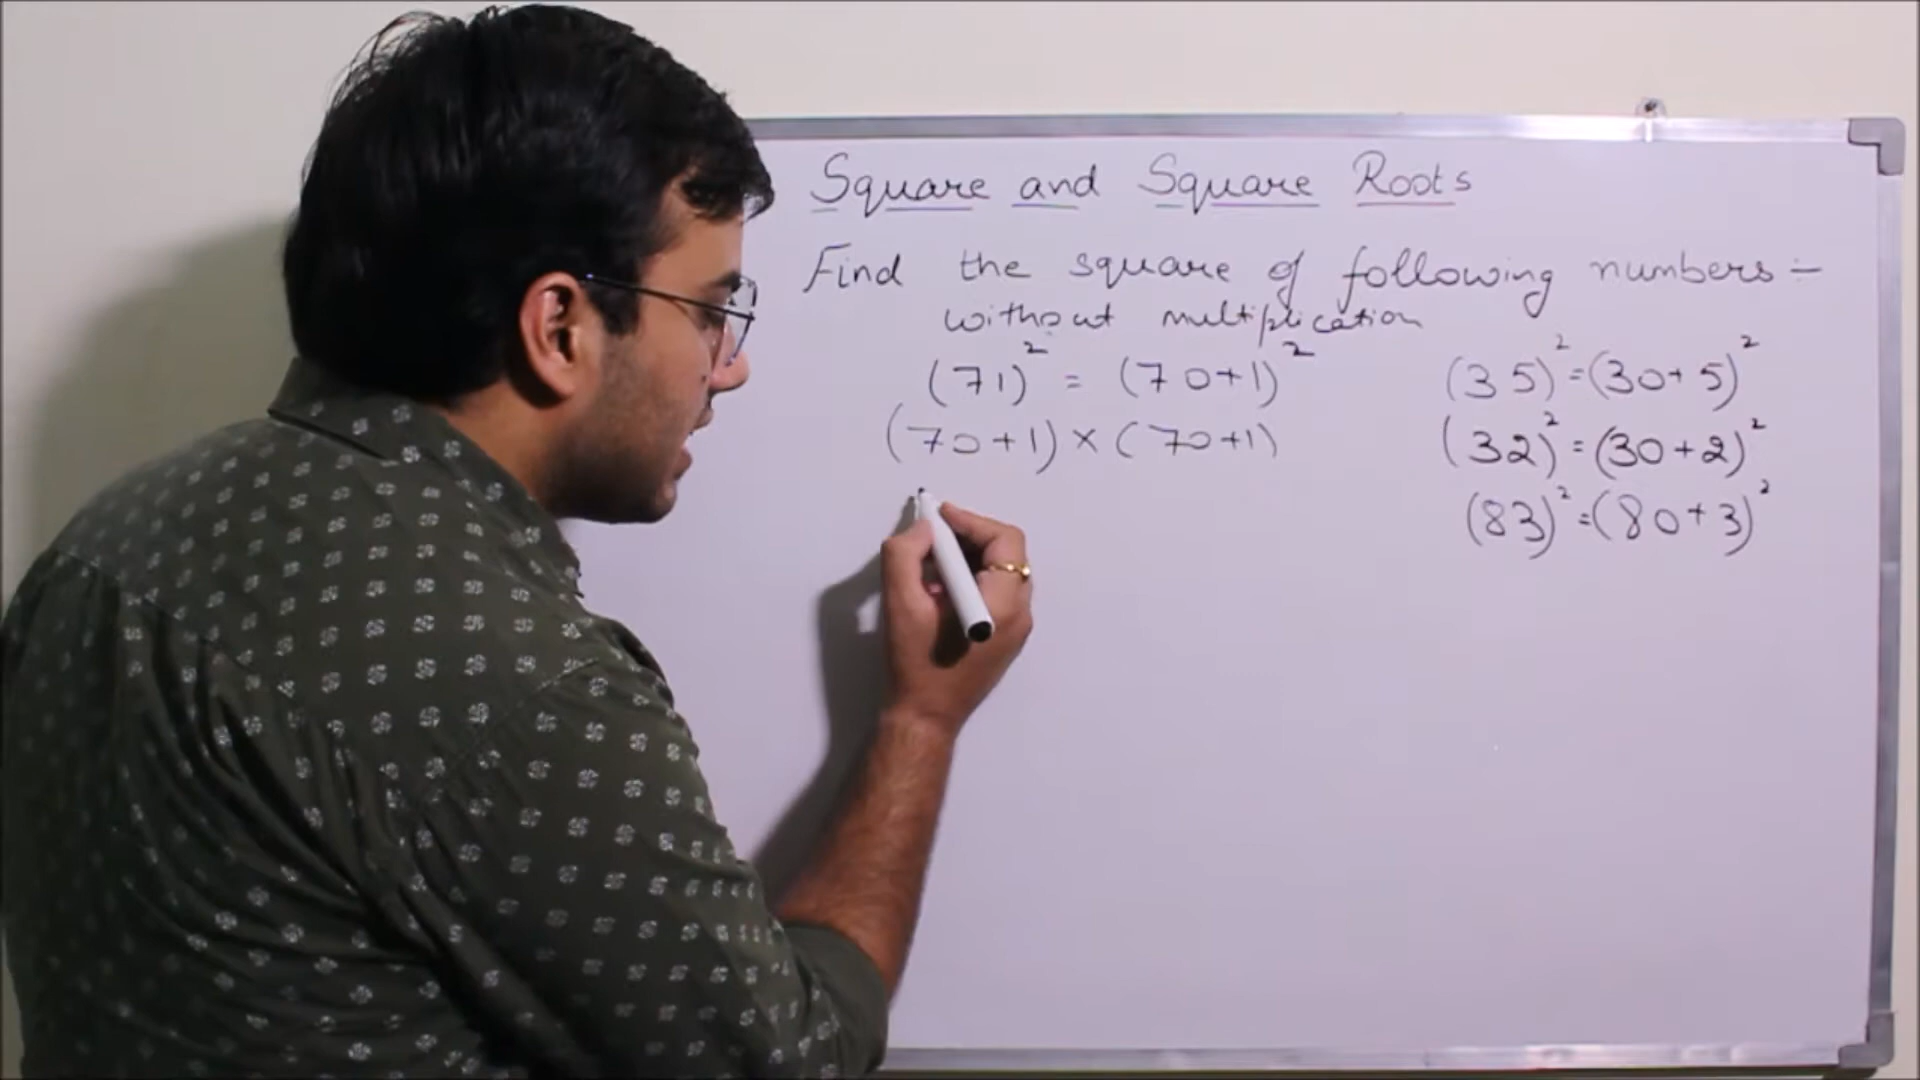 Square and Square Roots
Find the square of following numbers :-
without multiplication
(71)² = (70+1)²
(70+1) × (70+1)
(35)² = (30+5)²
(32)² = (30+2)²
(83)² = (80+3)²